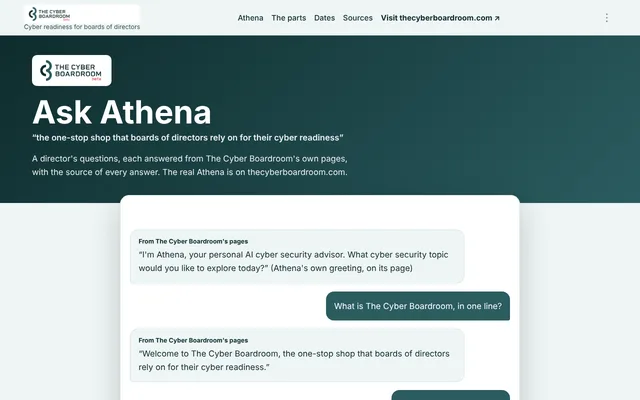 THE CYBER
BOARDROOM
beta
Cyber readiness for boards of directors
Athena
The parts
Dates
Sources
Visit thecyberboardroom.com ↗
THE CYBER
BOARDROOM
beta
Ask Athena
“the one-stop shop that boards of directors rely on for their cyber readiness”
A director's questions, each answered from The Cyber Boardroom's own pages,
with the source of every answer. The real Athena is on thecyberboardroom.com.
From The Cyber Boardroom's pages
“I'm Athena, your personal AI cyber security advisor. What cyber security topic
would you like to explore today?” (Athena's own greeting, on its page)
What is The Cyber Boardroom, in one line?
From The Cyber Boardroom's pages
“Welcome to The Cyber Boardroom, the one-stop shop that boards of directors
rely on for their cyber readiness.”